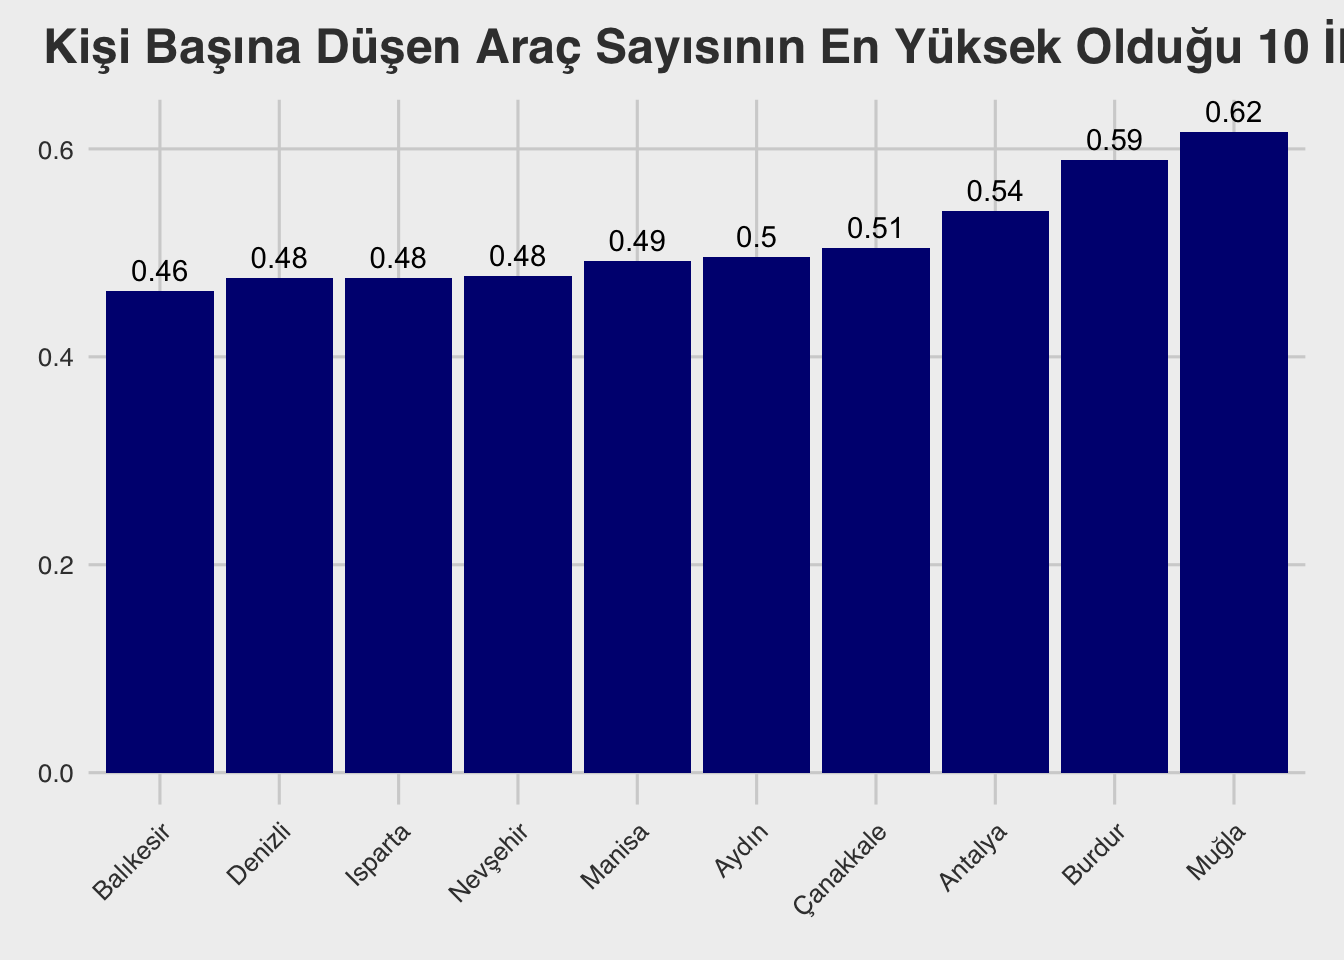 Kişi Başına Düşen Araç Sayısının En Yüksek Olduğu 10 İl
0.62
0.6
0.59
0.54
0.51
0.5
0.49
0.48
0.48
0.48
0.46
0.4
0.2
0.0
Balıkesir
Denizli
Isparta
Nevşehir
Manisa
Aydın
Çanakkale
Antalya
Burdur
Muğla